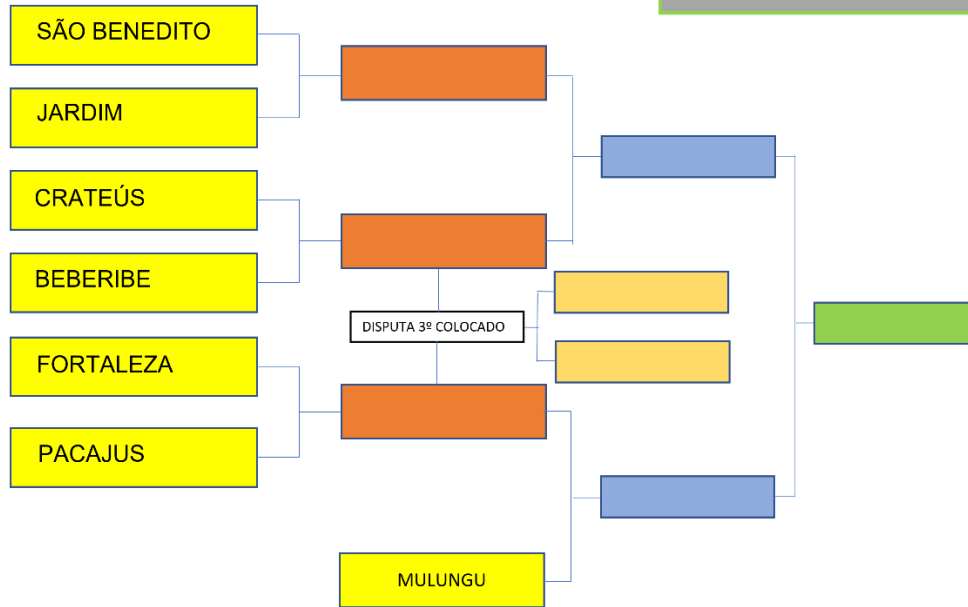 SÃO BENEDITO
JARDIM
CRATEÚS
BEBERIBE
DISPUTA 3º COLOCADO
FORTALEZA
PACAJUS
MULUNGU